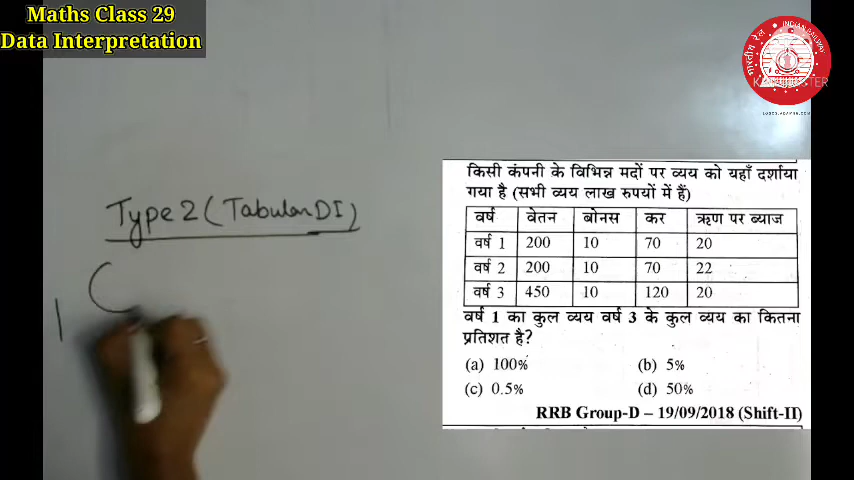 Maths Class 29
Data Interpretation
Type 2 (Tabular DI)
किसी कंपनी के विभिन्न मदों पर व्यय को यहाँ दर्शाया
गया है (सभी व्यय लाख रुपयों में हैं)
वर्ष वेतन बोनस कर ऋण पर ब्याज
वर्ष 1 200 10 70 20
वर्ष 2 200 10 70 22
वर्ष 3 450 10 120 20
वर्ष 1 का कुल व्यय वर्ष 3 के कुल व्यय का कितना
प्रतिशत है?
(a) 100% (b) 5%
(c) 0.5% (d) 50%
RRB Group-D – 19/09/2018 (Shift-II)
INDIAN RAILWAY
भारतीय रेल